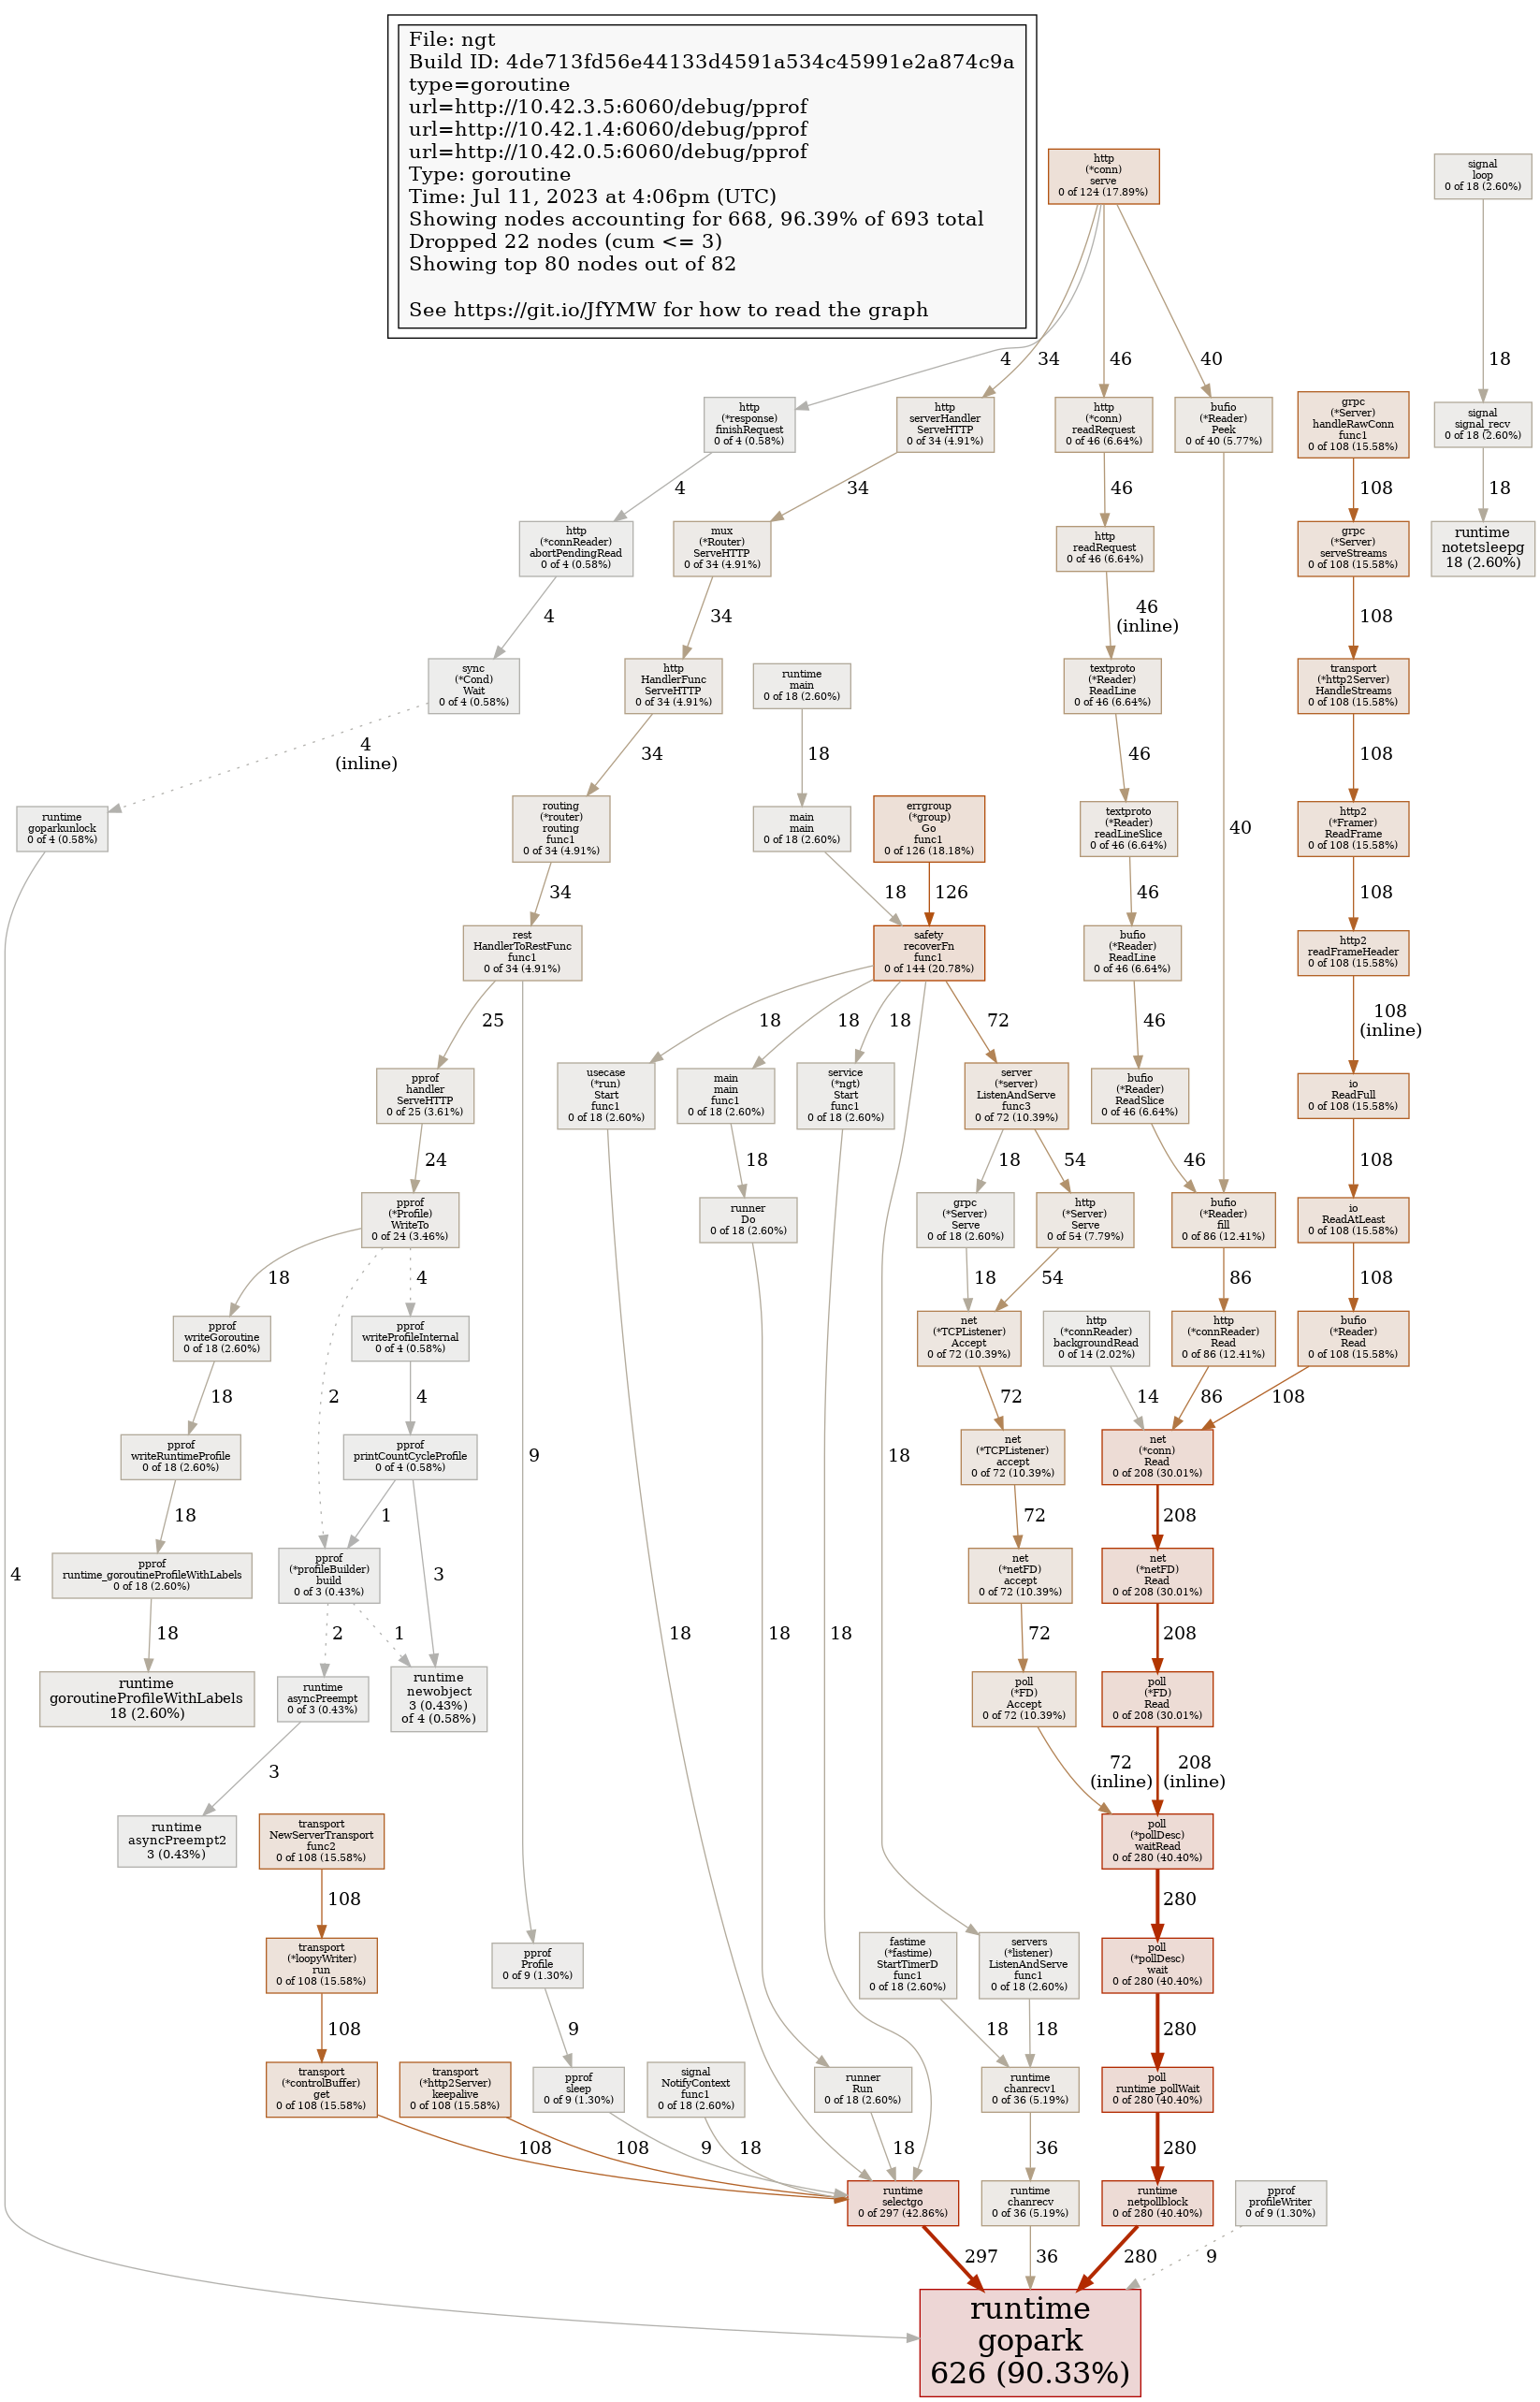 File: ngt
Build ID: 4de713fd56e44133d4591a534c45991e2a874c9a
type=goroutine
url=http://10.42.3.5:6060/debug/pprof
url=http://10.42.1.4:6060/debug/pprof
url=http://10.42.0.5:6060/debug/pprof
Type: goroutine
Time: Jul 11, 2023 at 4:06pm (UTC)
Showing nodes accounting for 668, 96.39% of 693 total
Dropped 22 nodes (cum <= 3)
Showing top 80 nodes out of 82
See https://git.io/JfYMW for how to read the graph
http
(*conn)
serve
0 of 124 (17.89%)
signal
loop
0 of 18 (2.60%)
4
34
46
40
18
http
(*response)
finishRequest
0 of 4 (0.58%)
http
serverHandler
ServeHTTP
0 of 34 (4.91%)
http
(*conn)
readRequest
0 of 46 (6.64%)
bufio
(*Reader)
Peek
0 of 40 (5.77%)
grpc
(*Server)
handleRawConn
func1
0 of 108 (15.58%)
signal
signal_recv
0 of 18 (2.60%)
4
34
46
108
18
http
(*connReader)
abortPendingRead
0 of 4 (0.58%)
mux
(*Router)
ServeHTTP
0 of 34 (4.91%)
http
readRequest
0 of 46 (6.64%)
grpc
(*Server)
serveStreams
0 of 108 (15.58%)
runtime
notetsleepg
18 (2.60%)
4
34
46
(inline)
108
sync
(*Cond)
Wait
0 of 4 (0.58%)
http
HandlerFunc
ServeHTTP
0 of 34 (4.91%)
runtime
main
0 of 18 (2.60%)
textproto
(*Reader)
ReadLine
0 of 46 (6.64%)
transport
(*http2Server)
HandleStreams
0 of 108 (15.58%)
4
(inline)
34
18
46
108
runtime
goparkunlock
0 of 4 (0.58%)
routing
(*router)
routing
func1
0 of 34 (4.91%)
main
main
0 of 18 (2.60%)
errgroup
(*group)
Go
func1
0 of 126 (18.18%)
textproto
(*Reader)
readLineSlice
0 of 46 (6.64%)
40
http2
(*Framer)
ReadFrame
0 of 108 (15.58%)
34
18
126
46
108
rest
HandlerToRestFunc
func1
0 of 34 (4.91%)
safety
recoverFn
func1
0 of 144 (20.78%)
bufio
(*Reader)
ReadLine
0 of 46 (6.64%)
http2
readFrameHeader
0 of 108 (15.58%)
25
18
18
18
72
46
108
(inline)
pprof
handler
ServeHTTP
0 of 25 (3.61%)
usecase
(*run)
Start
func1
0 of 18 (2.60%)
main
main
func1
0 of 18 (2.60%)
service
(*ngt)
Start
func1
0 of 18 (2.60%)
server
(*server)
ListenAndServe
func3
0 of 72 (10.39%)
bufio
(*Reader)
ReadSlice
0 of 46 (6.64%)
io
ReadFull
0 of 108 (15.58%)
24
18
18
54
46
108
pprof
(*Profile)
WriteTo
0 of 24 (3.46%)
runner
Do
0 of 18 (2.60%)
grpc
(*Server)
Serve
0 of 18 (2.60%)
http
(*Server)
Serve
0 of 54 (7.79%)
bufio
(*Reader)
fill
0 of 86 (12.41%)
io
ReadAtLeast
0 of 108 (15.58%)
18
4
18
54
86
108
pprof
writeGoroutine
0 of 18 (2.60%)
pprof
writeProfileInternal
0 of 4 (0.58%)
net
(*TCPListener)
Accept
0 of 72 (10.39%)
http
(*connReader)
backgroundRead
0 of 14 (2.02%)
http
(*connReader)
Read
0 of 86 (12.41%)
bufio
(*Reader)
Read
0 of 108 (15.58%)
18
2
4
72
14
86
108
pprof
writeRuntimeProfile
0 of 18 (2.60%)
pprof
printCountCycleProfile
0 of 4 (0.58%)
9
18
net
(*TCPListener)
accept
0 of 72 (10.39%)
net
(*conn)
Read
0 of 208 (30.01%)
18
1
72
208
4
pprof
runtime_goroutineProfileWithLabels
0 of 18 (2.60%)
pprof
(*profileBuilder)
build
0 of 3 (0.43%)
3
net
(*netFD)
accept
0 of 72 (10.39%)
net
(*netFD)
Read
0 of 208 (30.01%)
18
2
1
18
18
18
72
208
runtime
goroutineProfileWithLabels
18 (2.60%)
runtime
asyncPreempt
0 of 3 (0.43%)
runtime
newobject
3 (0.43%)
of 4 (0.58%)
poll
(*FD)
Accept
0 of 72 (10.39%)
poll
(*FD)
Read
0 of 208 (30.01%)
3
72
(inline)
208
(inline)
runtime
asyncPreempt2
3 (0.43%)
transport
NewServerTransport
func2
0 of 108 (15.58%)
poll
(*pollDesc)
waitRead
0 of 280 (40.40%)
108
280
transport
(*loopyWriter)
run
0 of 108 (15.58%)
pprof
Profile
0 of 9 (1.30%)
fastime
(*fastime)
StartTimerD
func1
0 of 18 (2.60%)
servers
(*listener)
ListenAndServe
func1
0 of 18 (2.60%)
poll
(*pollDesc)
wait
0 of 280 (40.40%)
108
9
18
18
280
transport
(*controlBuffer)
get
0 of 108 (15.58%)
transport
(*http2Server)
keepalive
0 of 108 (15.58%)
pprof
sleep
0 of 9 (1.30%)
signal
NotifyContext
func1
0 of 18 (2.60%)
runner
Run
0 of 18 (2.60%)
runtime
chanrecv1
0 of 36 (5.19%)
poll
runtime_pollWait
0 of 280 (40.40%)
108
108
9
18
18
36
280
runtime
selectgo
0 of 297 (42.86%)
runtime
chanrecv
0 of 36 (5.19%)
runtime
netpollblock
0 of 280 (40.40%)
pprof
profileWriter
0 of 9 (1.30%)
297
36
280
9
runtime
gopark
626 (90.33%)